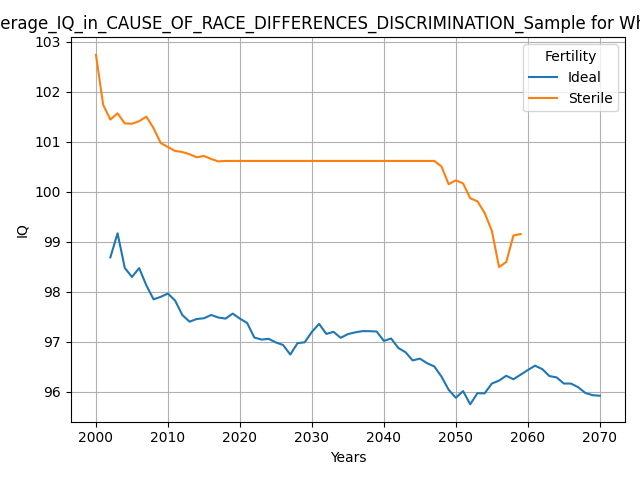 erage_IQ_in_CAUSE_OF_RACE_DIFFERENCES_DISCRIMINATION_Sample for Wh
103
102
101
100
99
98
97
96
IQ
Fertility
Ideal
Sterile
2000 2010 2020 2030 2040 2050 2060 2070
Years